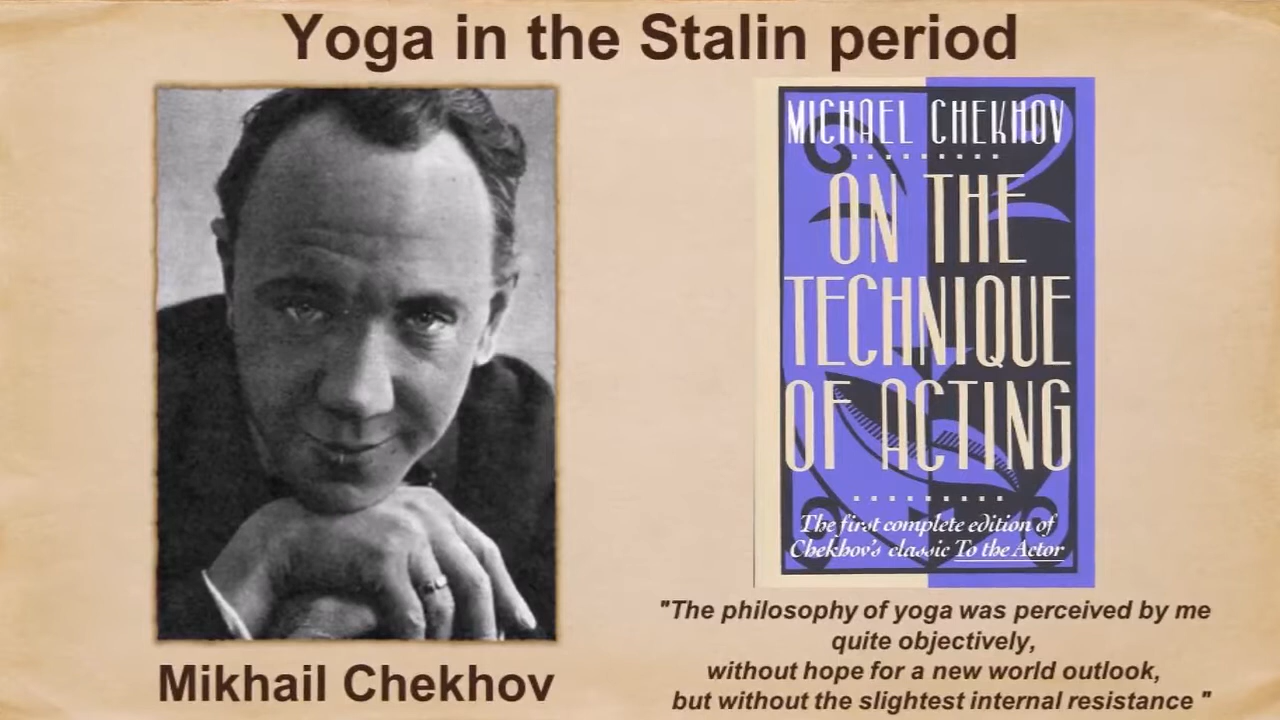 Yoga in the Stalin period
MICHAEL CHEKHOV
ON THE
TECHNIQUE
OF ACTING
The first complete edition of
Chekhov's classic To the Actor
Mikhail Chekhov
"The philosophy of yoga was perceived by me
quite objectively,
without hope for a new world outlook,
but without the slightest internal resistance "